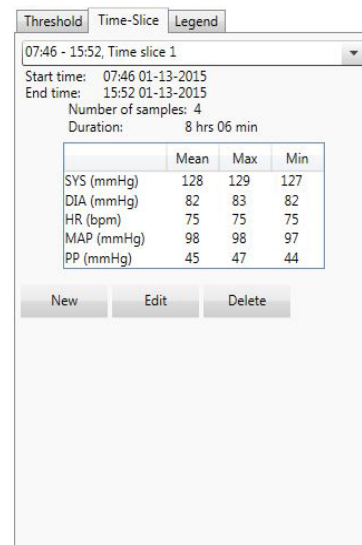 Threshold Time-Slice Legend
07:46 - 15:52, Time slice 1
Start time: 07:46 01-13-2015
End time: 15:52 01-13-2015
Number of samples: 4
Duration: 8 hrs 06 min
Mean Max Min
SYS (mmHg) 128 129 127
DIA (mmHg) 82 83 82
HR (bpm) 75 75 75
MAP (mmHg) 98 98 97
PP (mmHg) 45 47 44
New Edit Delete